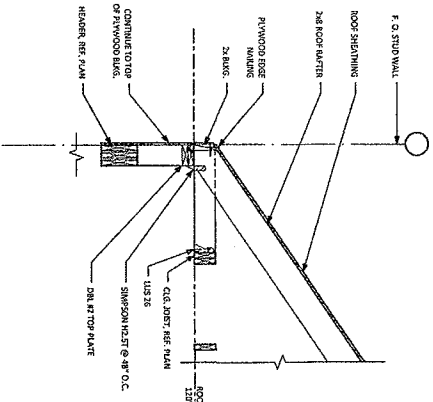 F. O. STUD WALL
ROOF SHEATHING
2x8 ROOF RAFTER
PLYWOOD EDGE
NAILING
2x BLKG.
CONTINUE TO TOP
OF PLYWOOD BLKG.
HEADER, REF. PLAN
CLG. JOIST, REF. PLAN
LUS 26
SIMPSON H2.5T @ 48" O.C.
DBL #2 TOP PLATE